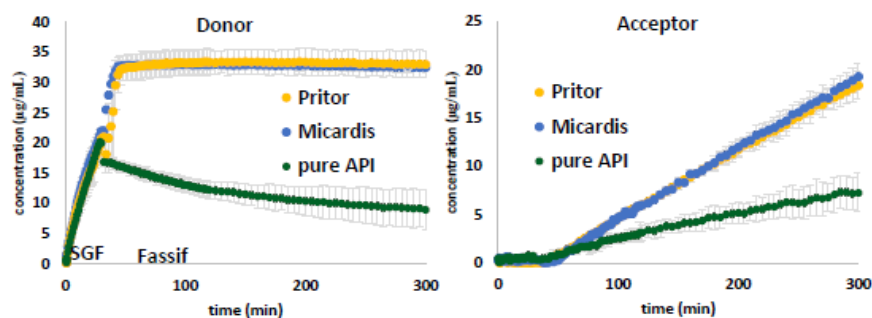 Donor
concentration (µg/mL)
40
35
30
25
20
15
10
5
0
Pritor
Micardis
pure API
SGF
Fassif
0
100
200
300
time (min)
Acceptor
concentration (µg/mL)
25
20
15
10
5
0
Pritor
Micardis
pure API
0
100
200
300
time (min)